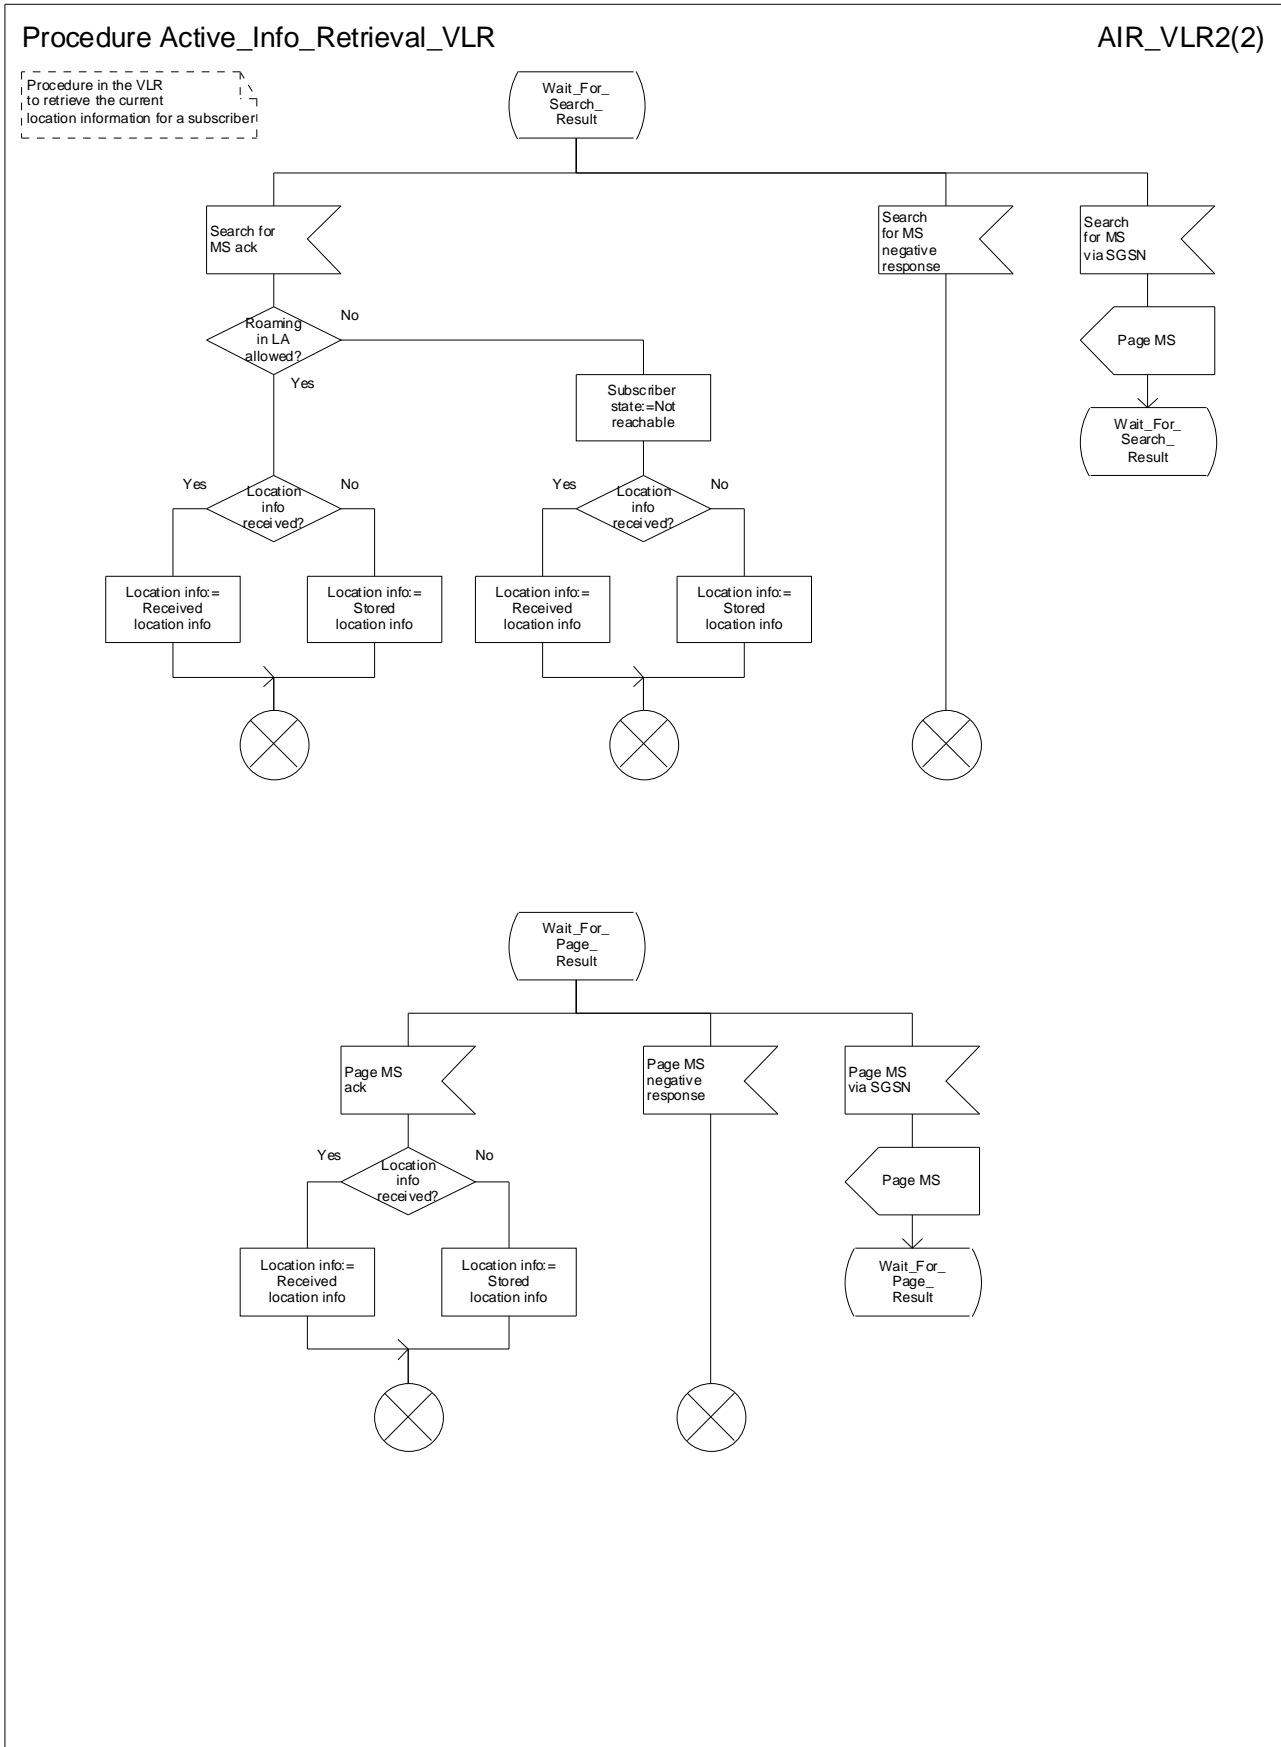 Procedure Active_Info_Retrieval_VLR
AIR_VLR2(2)
Procedure in the VLR
to retrieve the current
location information for a subscriber
Wait_For_
Search_
Result
Search for
MS ack
Search
for MS
negative
response
Search
for MS
via SGSN
Roaming
in LA
allowed?
No
Yes
Page MS
Subscriber
state:=Not
reachable
Wait_For_
Search_
Result
Yes
Location
info
received?
No
Yes
Location
info
received?
No
Location info:=
Received
location info
Location info:=
Stored
location info
Location info:=
Received
location info
Location info:=
Stored
location info
Wait_For_
Page_
Result
Page MS
ack
Page MS
negative
response
Page MS
via SGSN
Yes
Location
info
received?
No
Page MS
Location info:=
Received
location info
Location info:=
Stored
location info
Wait_For_
Page_
Result